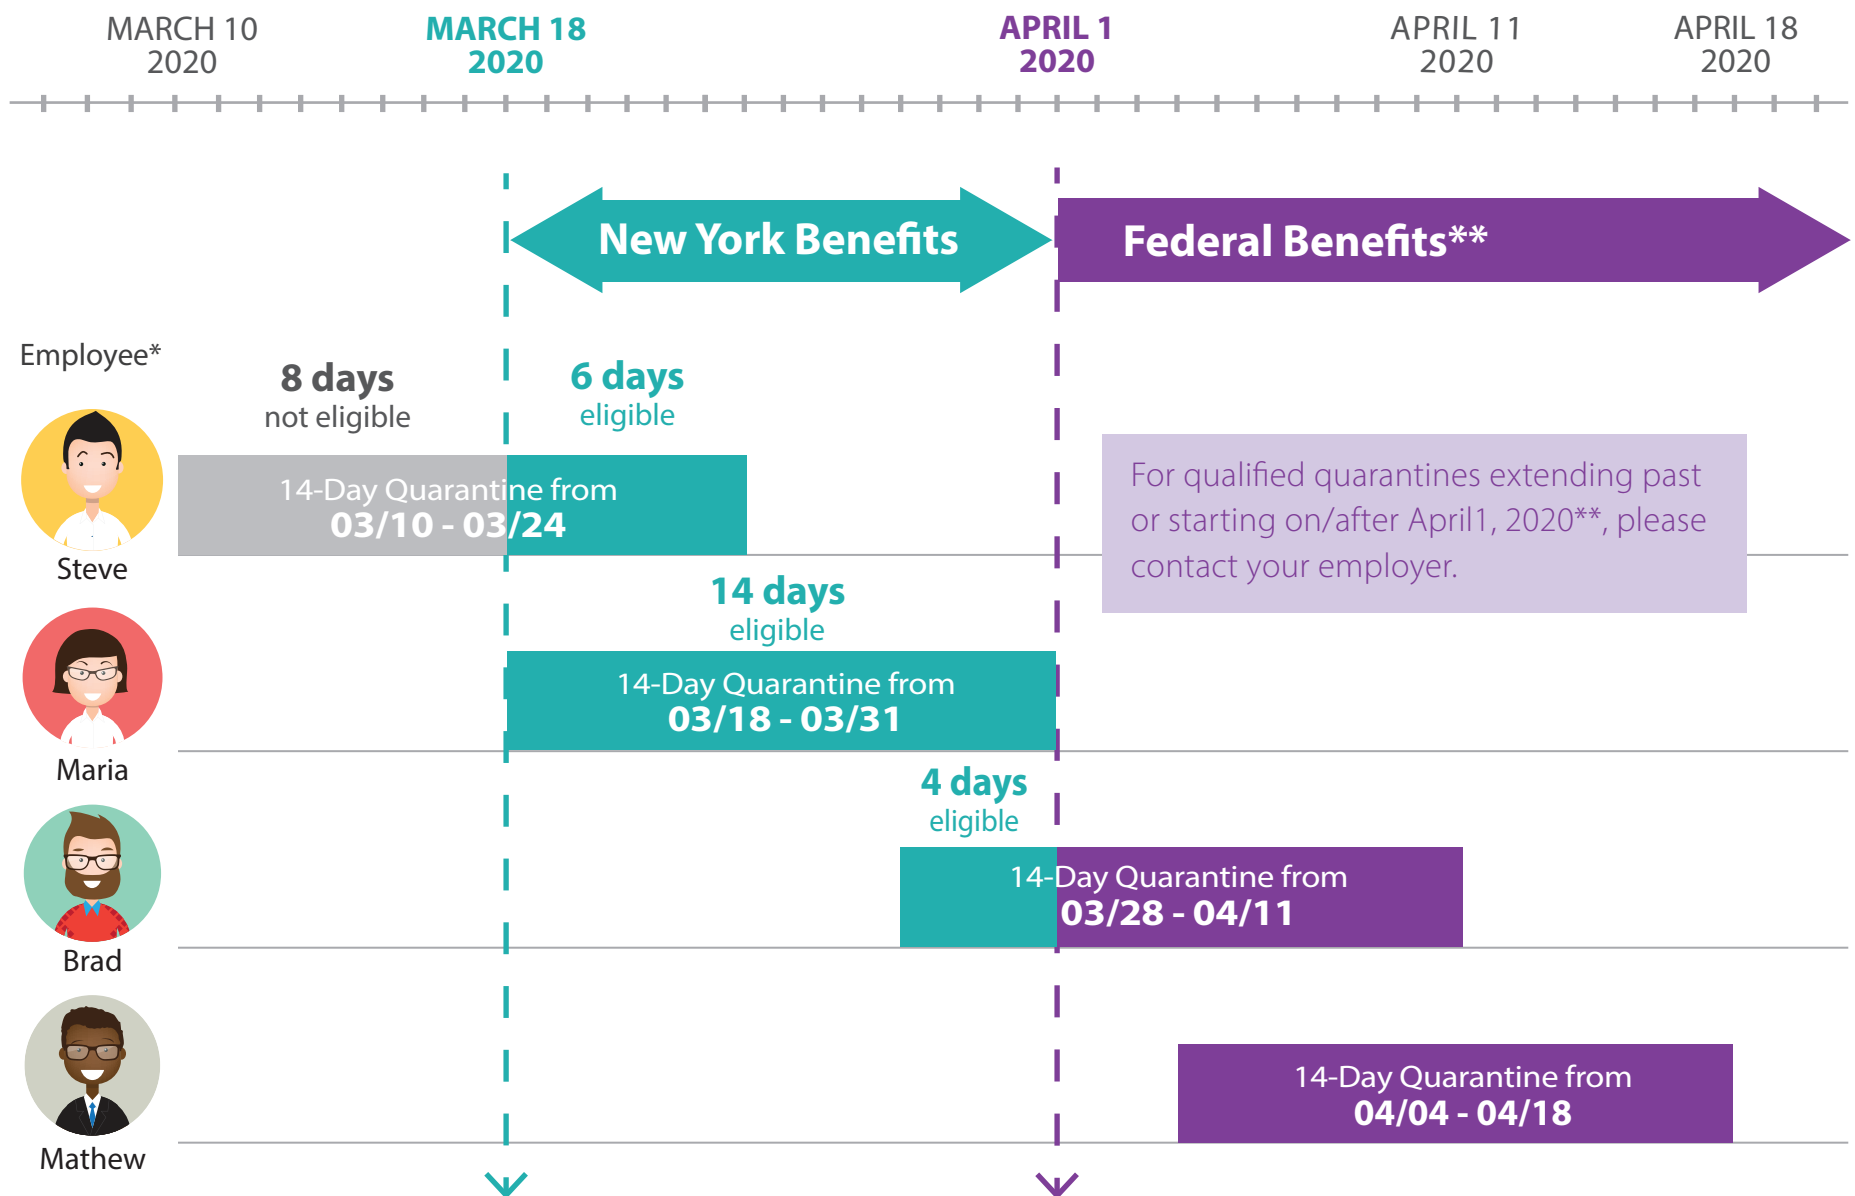 MARCH 10
2020
MARCH 18
2020
APRIL 1
2020
APRIL 11
2020
APRIL 18
2020
New York Benefits
Federal Benefits**
Employee*
8 days
not eligible
6 days
eligible
14-Day Quarantine from
03/10 - 03/24
Steve
For qualified quarantines extending past
or starting on/after April1, 2020**, please
contact your employer.
14 days
eligible
14-Day Quarantine from
03/18 - 03/31
Maria
4 days
eligible
14-Day Quarantine from
03/28 - 04/11
Brad
14-Day Quarantine from
04/04 - 04/18
Mathew